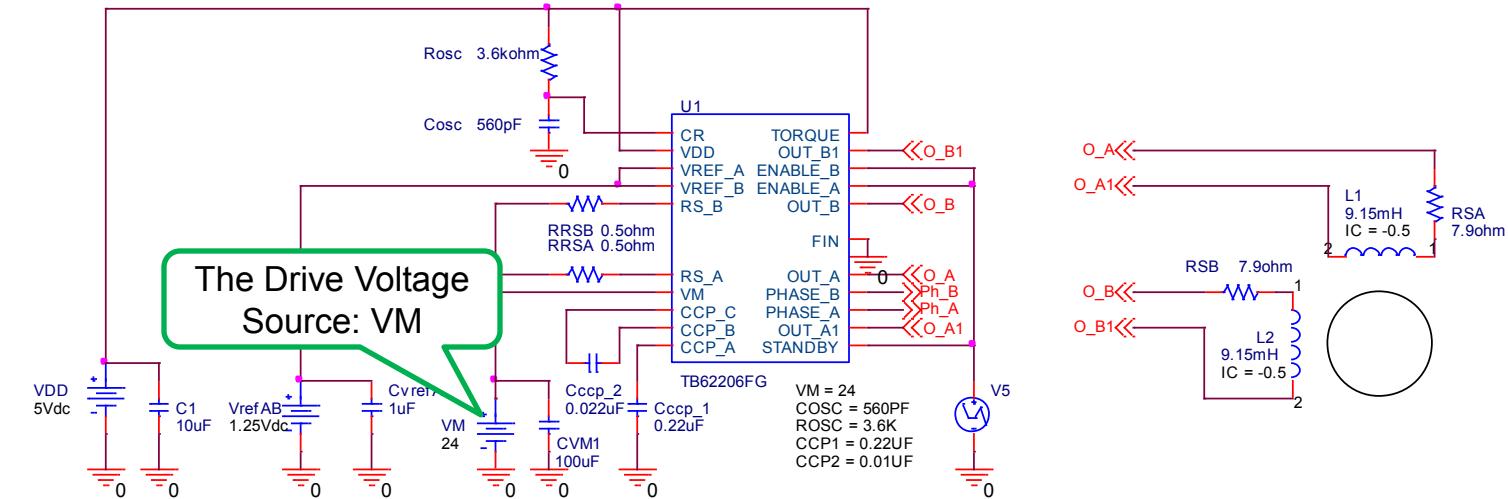 Rosc 3.6kohm
Cosc 560pF
0
U1
CR
VDD
VREF_A
VREF_B
RS_B
RS_A
VM
CCP_C
CCP_B
CCP_A
TORQUE
OUT_B1
ENABLE_B
ENABLE_A
OUT_B
FIN
OUT_A
PHASE_B
PHASE_A
OUT_A1
STANDBY
TB62206FG
O_B1
O_B
0
O_A
Ph_B
Ph_A
O_A1
RRSB 0.5ohm
RRSA 0.5ohm
The Drive Voltage
Source: VM
VDD
5Vdc
C1
10uF
VrefAB
1.25Vdc
1uF
VM
24
CVM1
100uF
Cccp_2
0.022uF
Cccp_1
0.22uF
VM = 24
COSC = 560PF
ROSC = 3.6K
CCP1 = 0.22UF
CCP2 = 0.01UF
V5
0
0
0
0
0
0
0
0
O_A
O_A1
L1
9.15mH
IC = -0.5
2
1
RSA
7.9ohm
RSB 7.9ohm
O_B
O_B1
1
L2
9.15mH
IC = -0.5
2